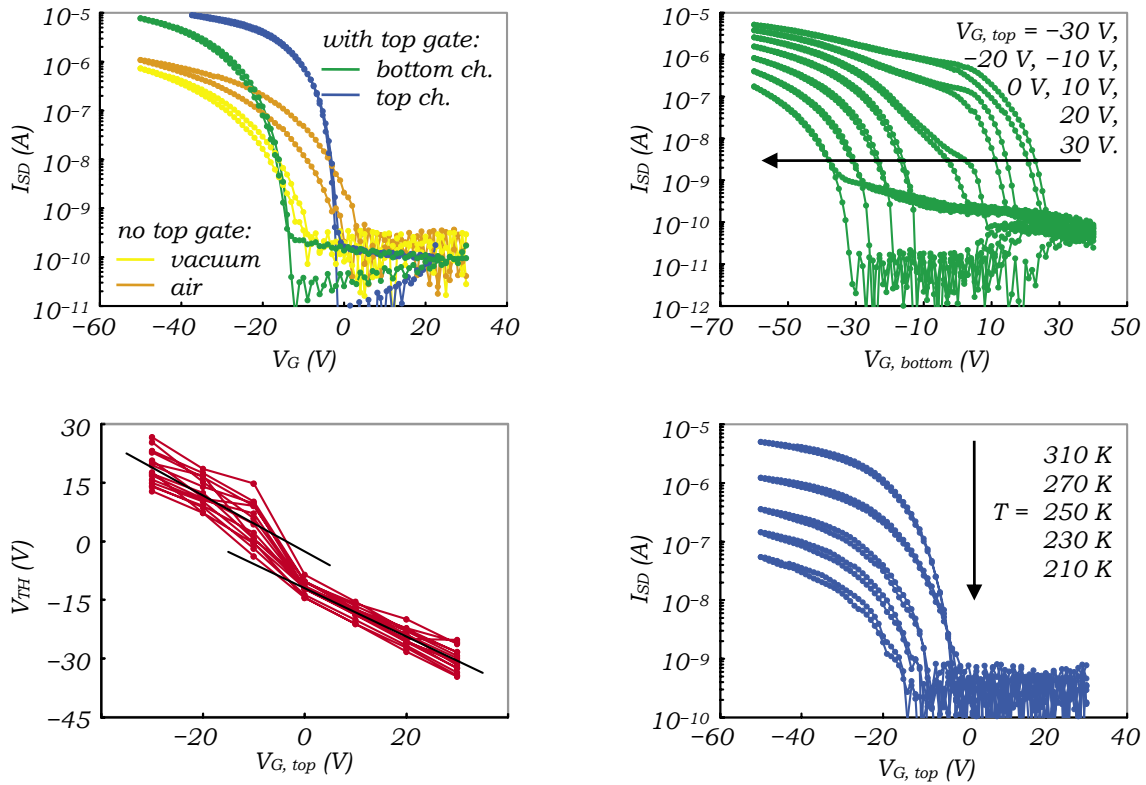 10⁻⁵
10⁻⁶
10⁻⁷
10⁻⁸
10⁻⁹
10⁻¹⁰
10⁻¹¹
I_SD (A)
with top gate:
bottom ch.
top ch.
no top gate:
vacuum
air
−60 −40 −20 0 20 40
V_G (V)
10⁻⁵
10⁻⁶
10⁻⁷
10⁻⁸
10⁻⁹
10⁻¹⁰
10⁻¹¹
10⁻¹²
I_SD (A)
V_G, top = −30 V,
−20 V, −10 V,
0 V, 10 V,
20 V,
30 V.
−70 −50 −30 −10 10 30 50
V_G, bottom (V)
30
15
0
−15
−30
−45
V_TH (V)
−20 0 20
V_G, top (V)
10⁻⁵
10⁻⁶
10⁻⁷
10⁻⁸
10⁻⁹
10⁻¹⁰
I_SD (A)
310 K
270 K
T = 250 K
230 K
210 K
−60 −40 −20 0 20 40
V_G, top (V)